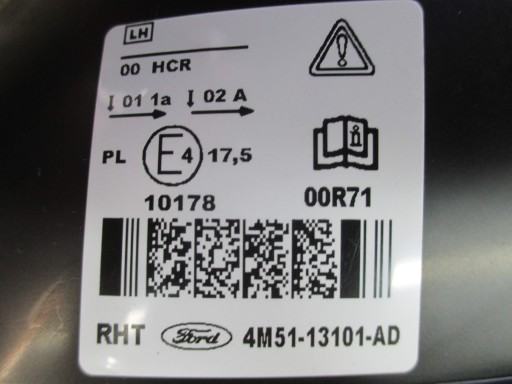 LH
00 HCR
01 1a 02 A
PL E4 17,5
10178 00R71
RHT Ford 4M51-13101-AD